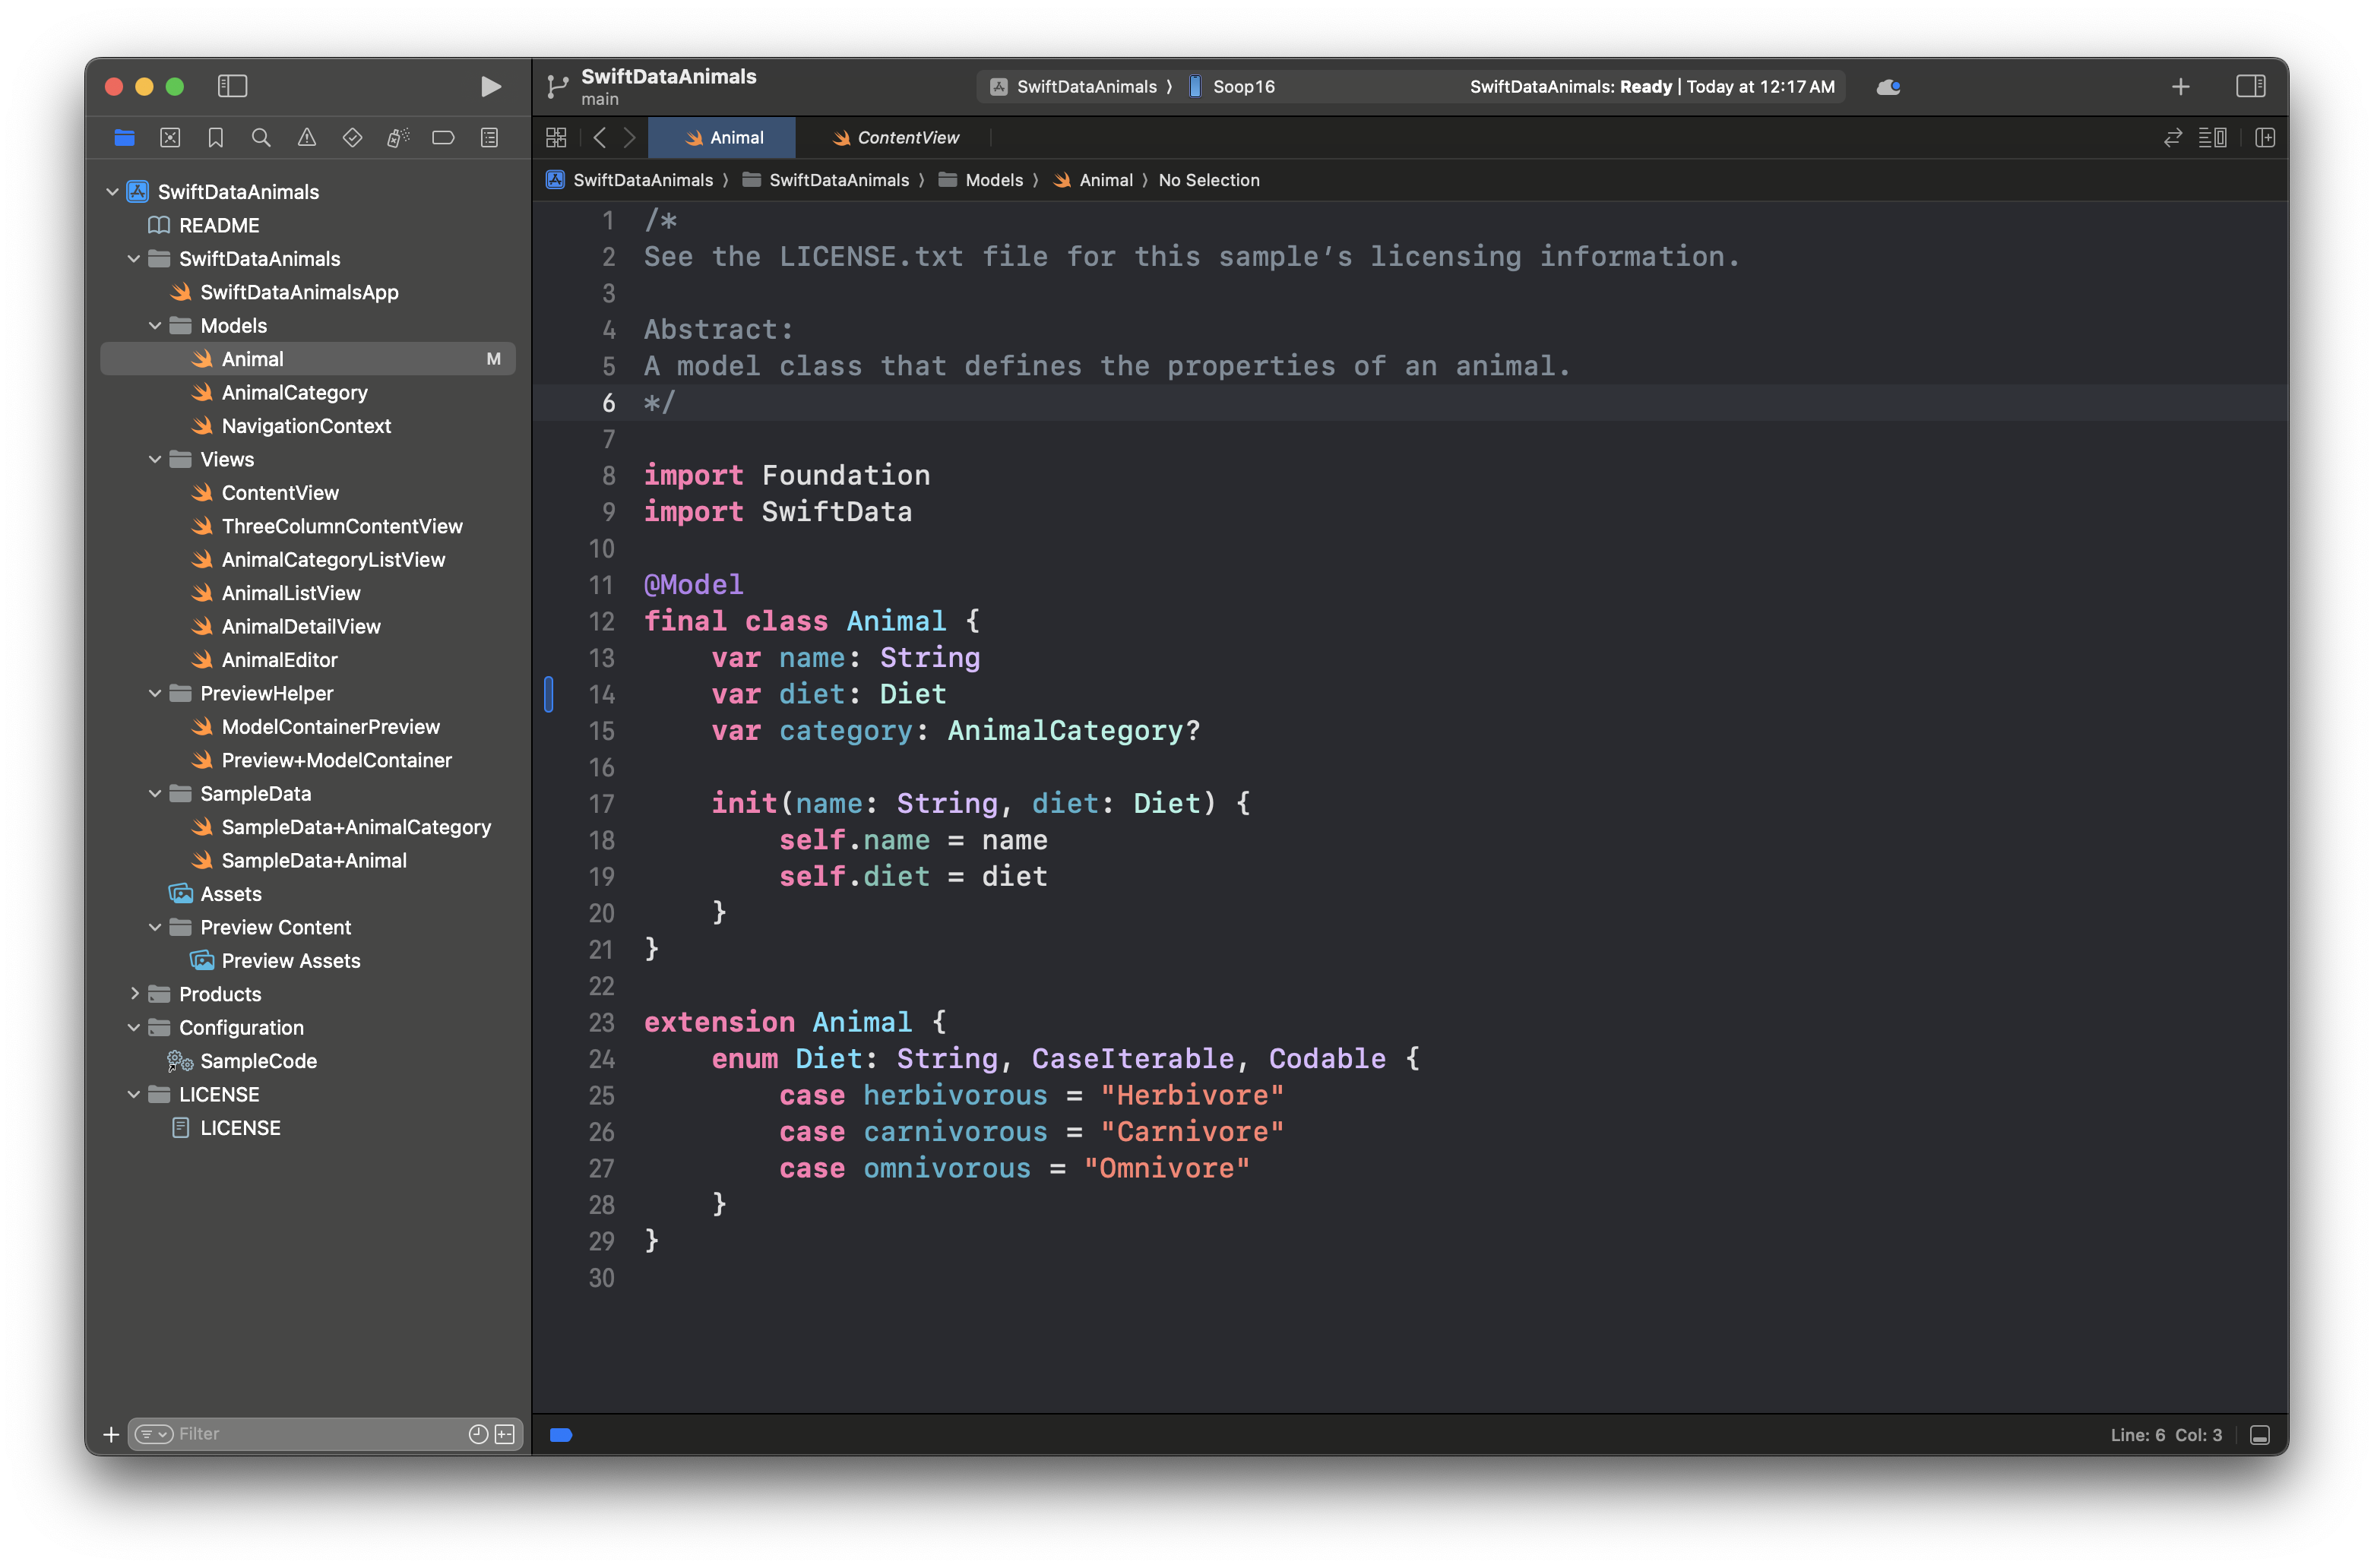 SwiftDataAnimals
main
SwiftDataAnimals 〉 Soop16
SwiftDataAnimals: Ready | Today at 12:17 AM
Animal
ContentView
SwiftDataAnimals 〉 SwiftDataAnimals 〉 Models 〉 Animal 〉 No Selection
SwiftDataAnimals
README
SwiftDataAnimals
SwiftDataAnimalsApp
Models
Animal M
AnimalCategory
NavigationContext
Views
ContentView
ThreeColumnContentView
AnimalCategoryListView
AnimalListView
AnimalDetailView
AnimalEditor
PreviewHelper
ModelContainerPreview
Preview+ModelContainer
SampleData
SampleData+AnimalCategory
SampleData+Animal
Assets
Preview Content
Preview Assets
Products
Configuration
SampleCode
LICENSE
LICENSE
Filter
1 /*
2 See the LICENSE.txt file for this sample’s licensing information.
3
4 Abstract:
5 A model class that defines the properties of an animal.
6 */
7
8 import Foundation
9 import SwiftData
10
11 @Model
12 final class Animal {
13     var name: String
14     var diet: Diet
15     var category: AnimalCategory?
16
17     init(name: String, diet: Diet) {
18         self.name = name
19         self.diet = diet
20     }
21 }
22
23 extension Animal {
24     enum Diet: String, CaseIterable, Codable {
25         case herbivorous = "Herbivore"
26         case carnivorous = "Carnivore"
27         case omnivorous = "Omnivore"
28     }
29 }
30
Line: 6 Col: 3